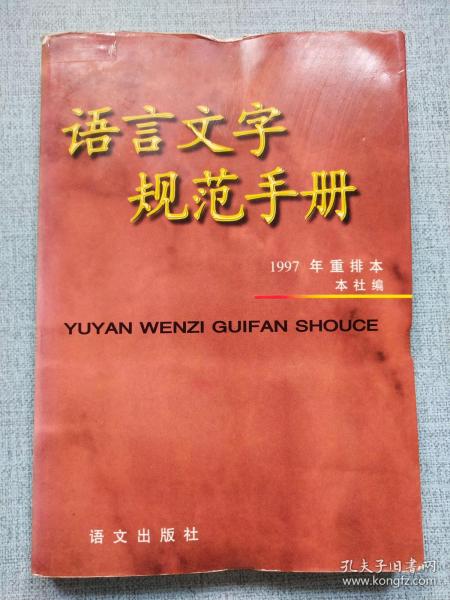 语言文字
规范手册
1997 年重排本
本社编
YUYAN WENZI GUIFAN SHOUCE
语文出版社
孔夫子旧书网
www.kongfz.com